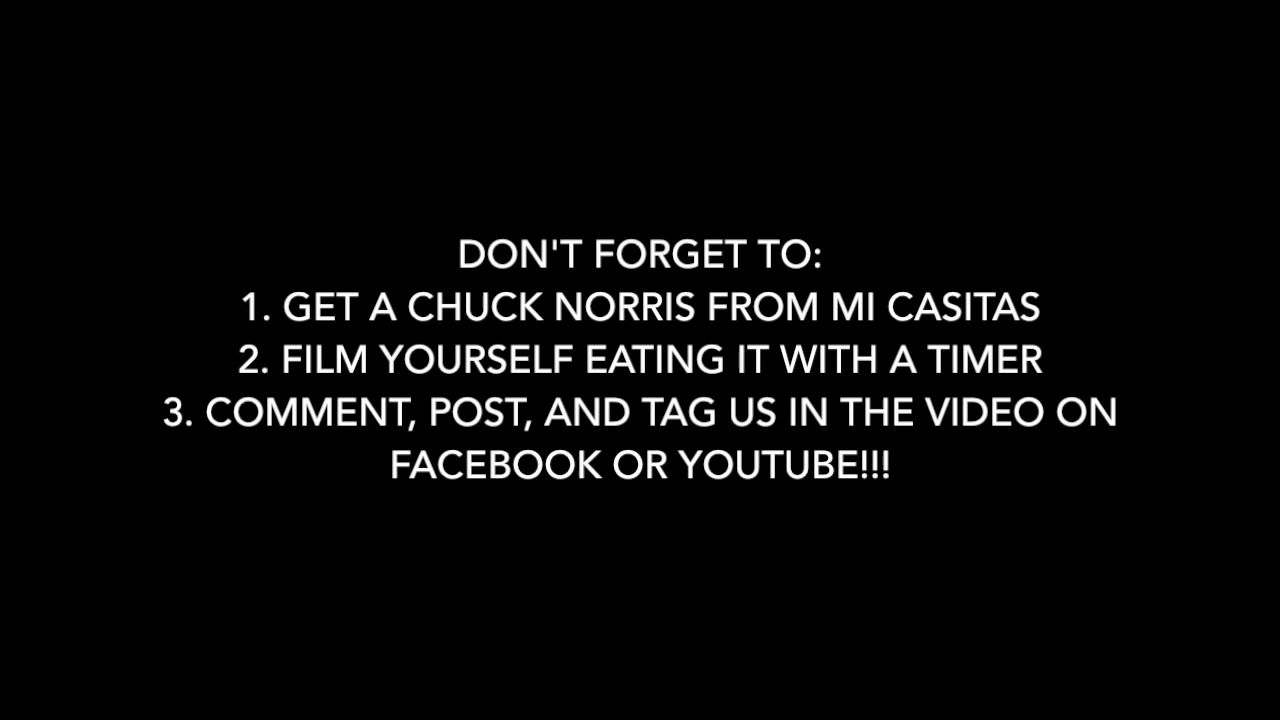 DON'T FORGET TO:
1. GET A CHUCK NORRIS FROM MI CASITAS
2. FILM YOURSELF EATING IT WITH A TIMER
3. COMMENT, POST, AND TAG US IN THE VIDEO ON
FACEBOOK OR YOUTUBE!!!